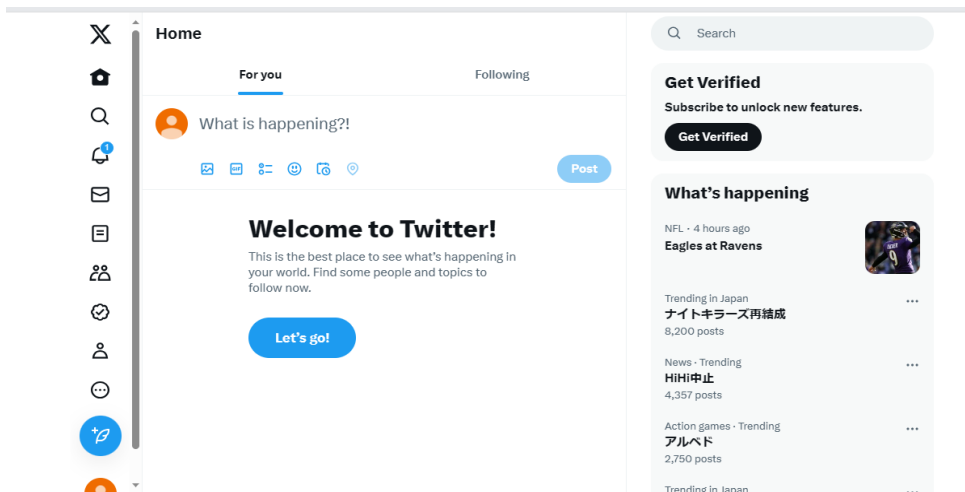 Home
For you
Following
What is happening?!
GIF
Post
Welcome to Twitter!
This is the best place to see what's happening in
your world. Find some people and topics to
follow now.
Let's go!
1
Search
Get Verified
Subscribe to unlock new features.
Get Verified
What's happening
NFL · 4 hours ago
Eagles at Ravens
9
Trending in Japan
ナイトキラーズ再結成
8,200 posts
News · Trending
HiHi中止
4,357 posts
Action games · Trending
アルベド
2,750 posts
Trending in Japan